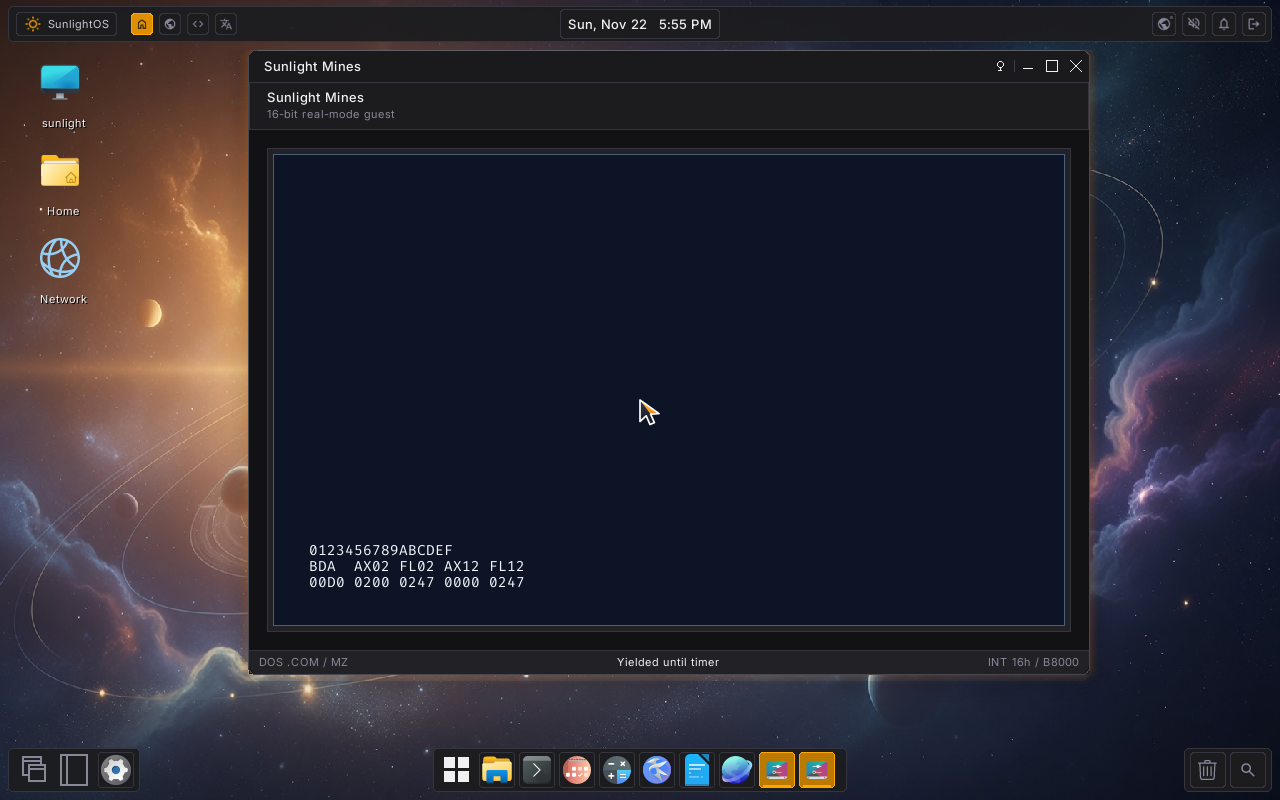 SunlightOS
Sun, Nov 22 5:55 PM
sunlight
Home
Network
Sunlight Mines
Sunlight Mines
16-bit real-mode guest
0123456789ABCDEF
BDA AX02 FL02 AX12 FL12
00D0 0200 0247 0000 0247
DOS .COM / MZ
Yielded until timer
INT 16h / B8000